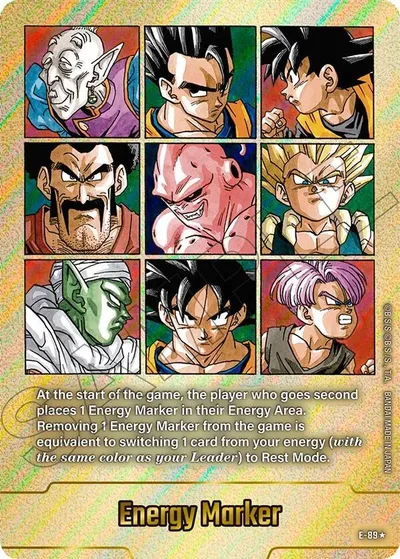 At the start of the game, the player who goes second
places 1 Energy Marker in their Energy Area.
Removing 1 Energy Marker from the game is
equivalent to switching 1 card from your energy (with
the same color as your Leader) to Rest Mode.
Energy Marker
E-89★
BANDAI MADE IN JAPAN